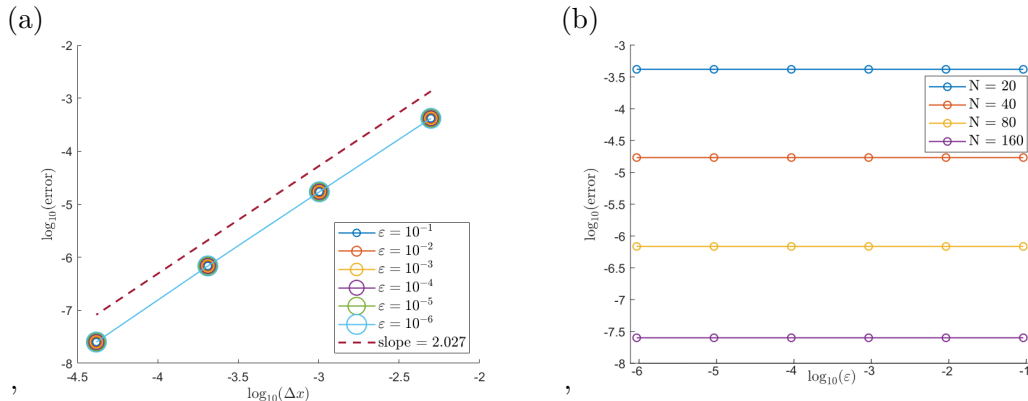 (a)
-2
-3
-4
-5
-6
-7
-8
-4.5
-4
-3.5
-3
-2.5
-2
log₁₀(error)
log₁₀(Δx)
ε = 10⁻¹
ε = 10⁻²
ε = 10⁻³
ε = 10⁻⁴
ε = 10⁻⁵
ε = 10⁻⁶
slope = 2.027
,
(b)
-3
-3.5
-4
-4.5
-5
-5.5
-6
-6.5
-7
-7.5
-8
-6
-5
-4
-3
-2
-1
log₁₀(error)
log₁₀(ε)
N = 20
N = 40
N = 80
N = 160
,